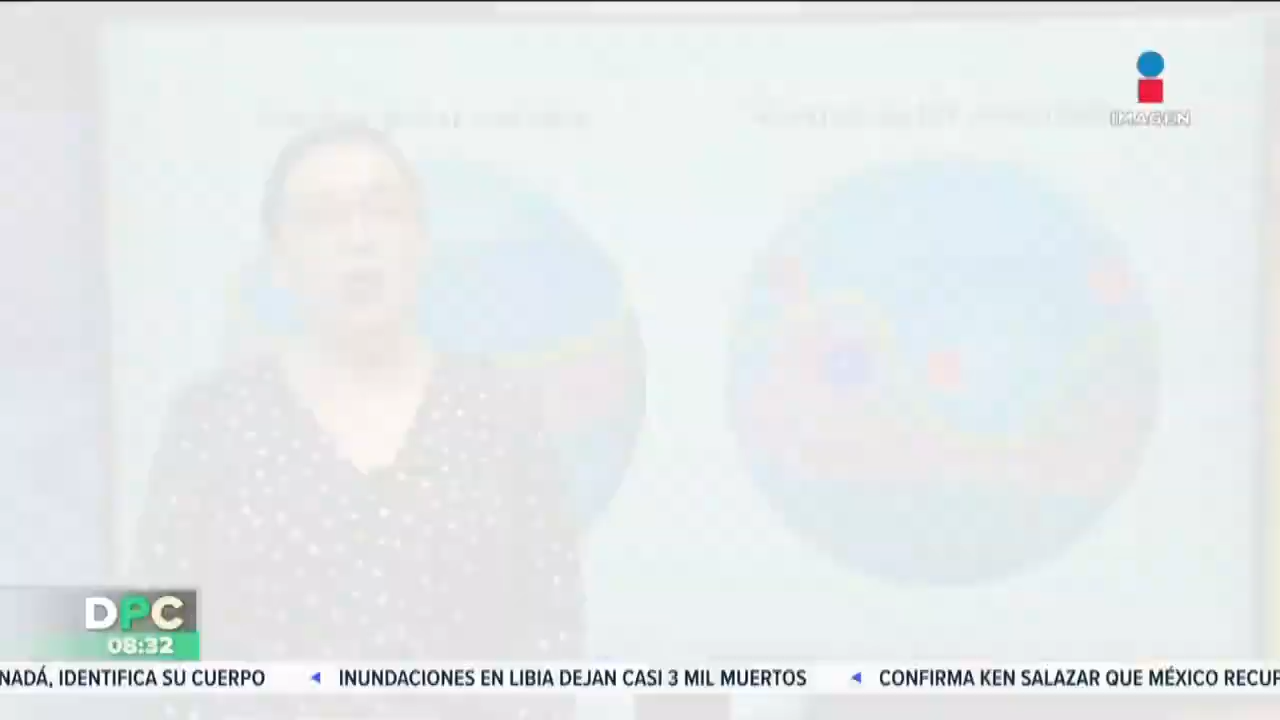 IMAGEN
DPC
08:32
NADÁ, IDENTIFICA SU CUERPO ◄ INUNDACIONES EN LIBIA DEJAN CASI 3 MIL MUERTOS ◄ CONFIRMA KEN SALAZAR QUE MÉXICO RECUP